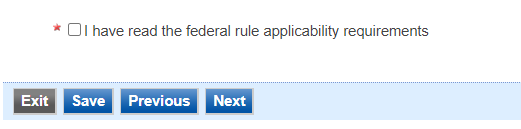 * I have read the federal rule applicability requirements
Exit Save Previous Next